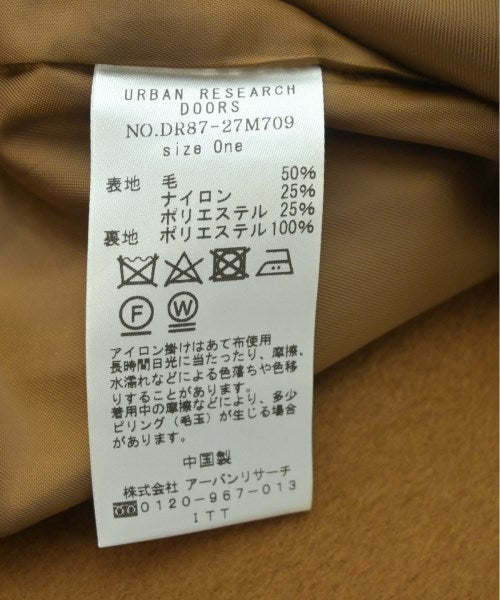 URBAN RESEARCH
DOORS
NO.DR87-27M709
size One
表地 毛 50%
ナイロン 25%
ポリエステル 25%
裏地 ポリエステル 100%
F W
アイロン掛けはあて布使用
長時間日光に当たったり、摩擦、
水濡れなどによる色落ちや色移
りすることがあります。
着用中の摩擦などにより、多少
ピリング(毛玉)が生じる場合
があります。
中国製
株式会社 アーバンリサーチ
0120-967-013
ITT